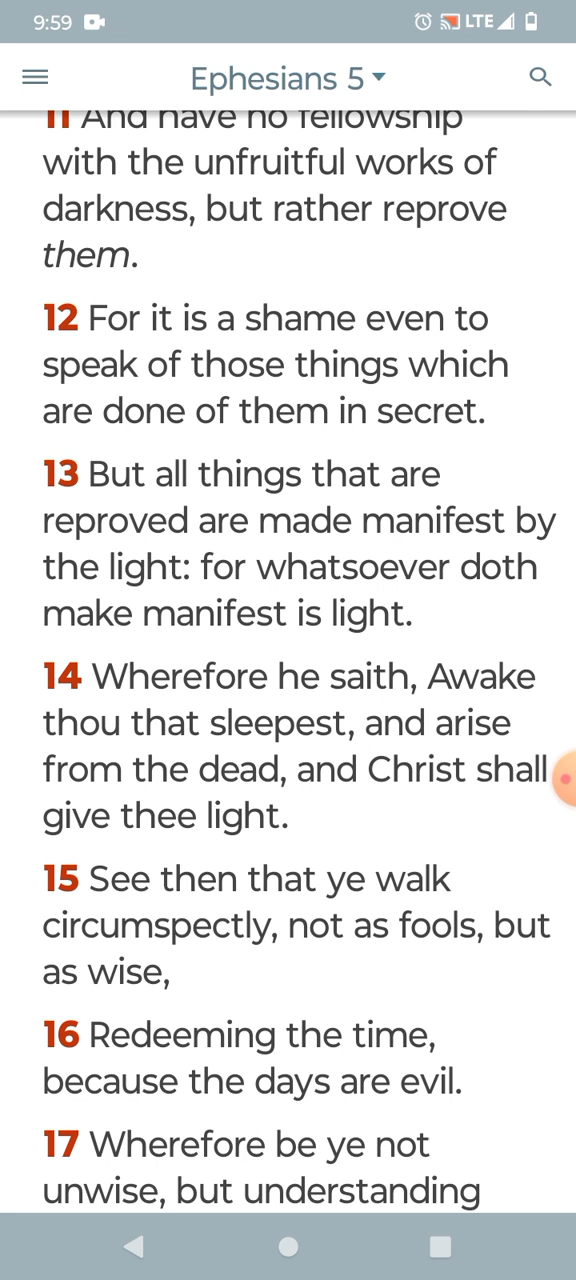 9:59 LTE
Ephesians 5
11 And have no fellowship
with the unfruitful works of
darkness, but rather reprove
them.
12 For it is a shame even to
speak of those things which
are done of them in secret.
13 But all things that are
reproved are made manifest by
the light: for whatsoever doth
make manifest is light.
14 Wherefore he saith, Awake
thou that sleepest, and arise
from the dead, and Christ shall
give thee light.
15 See then that ye walk
circumspectly, not as fools, but
as wise,
16 Redeeming the time,
because the days are evil.
17 Wherefore be ye not
unwise, but understanding